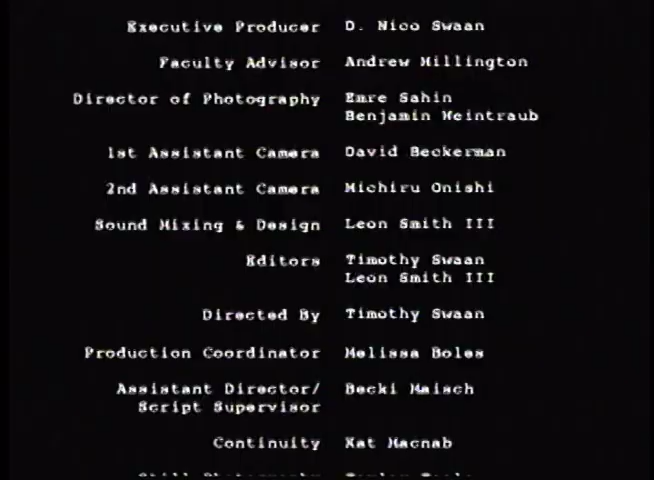 Executive Producer D. Nico Swaan
Faculty Advisor Andrew Millington
Director of Photography Emre Sahin
Benjamin Weintraub
1st Assistant Camera David Beckerman
2nd Assistant Camera Michiru Onishi
Sound Mixing & Design Leon Smith III
Editors Timothy Swaan
Leon Smith III
Directed By Timothy Swaan
Production Coordinator Melissa Boles
Assistant Director/ Becki Maisch
Script Supervisor
Continuity Kat Macnab
Still Photography